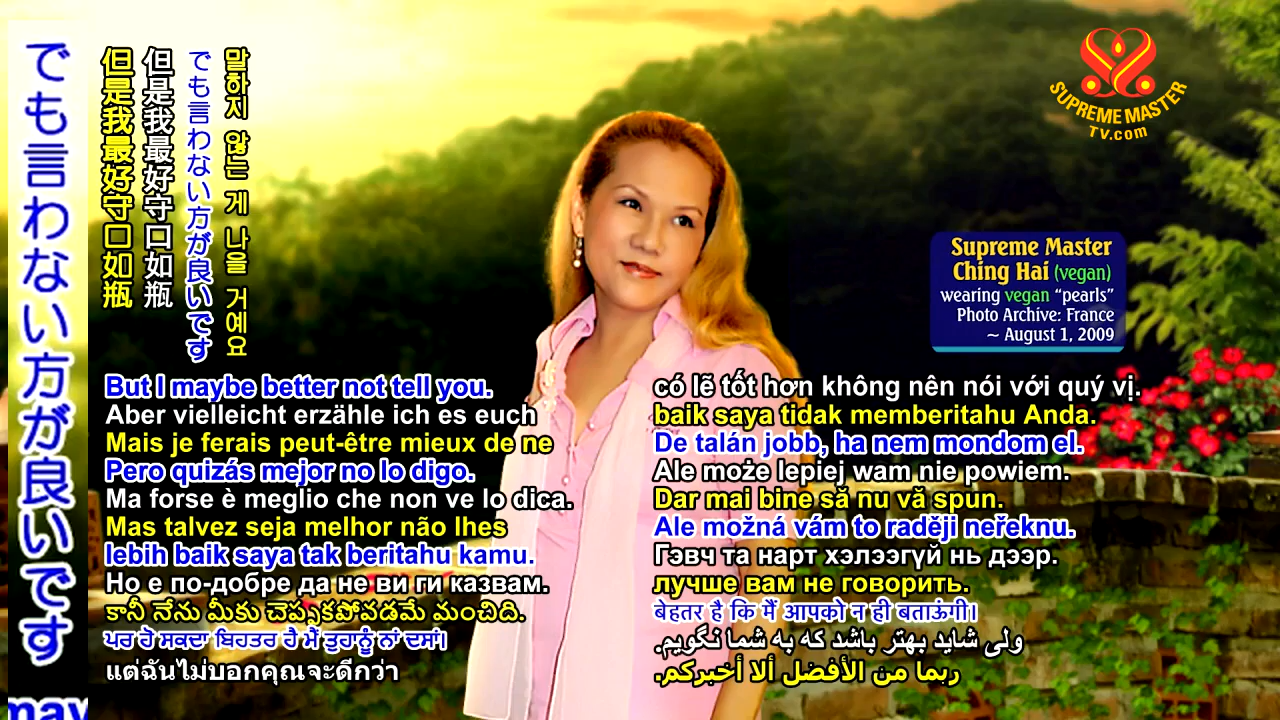 でも言わない方が良いです
但是我最好守口如瓶
但是我最好守口如瓶
でも言わない方が良いです
말하지 않는 게 나을 거예요
SUPREME MASTER
TV.com
Supreme Master
Ching Hai (vegan)
wearing vegan “pearls”
Photo Archive: France
~ August 1, 2009
But I maybe better not tell you.
Aber vielleicht erzähle ich es euch
Mais je ferais peut-être mieux de ne
Pero quizás mejor no lo digo.
Ma forse è meglio che non ve lo dica.
Mas talvez seja melhor não lhes
lebih baik saya tak beritahu kamu.
Но е по-добре да не ви ги казвам.
కానీ నేను మీకు చెప్పకపోవడమే మంచిది.
ਪਰ ਹੋ ਸਕਦਾ ਬਿਹਤਰ ਹੈ ਮੈਂ ਤੁਹਾਨੂੰ ਨਾਂ ਦਸਾਂ।
แต่ฉันไม่บอกคุณจะดีกว่า
có lẽ tốt hơn không nên nói với quý vị.
baik saya tidak memberitahu Anda.
De talán jobb, ha nem mondom el.
Ale może lepiej wam nie powiem.
Dar mai bine să nu vă spun.
Ale možná vám to raději neřeknu.
Гэвч та нарт хэлээгүй нь дээр.
лучше вам не говорить.
बेहतर है कि मैं आपको न ही बताऊंगी।
ولی شاید بهتر باشد که به شما نگویم.
ربما من الأفضل ألا أخبركم.
may